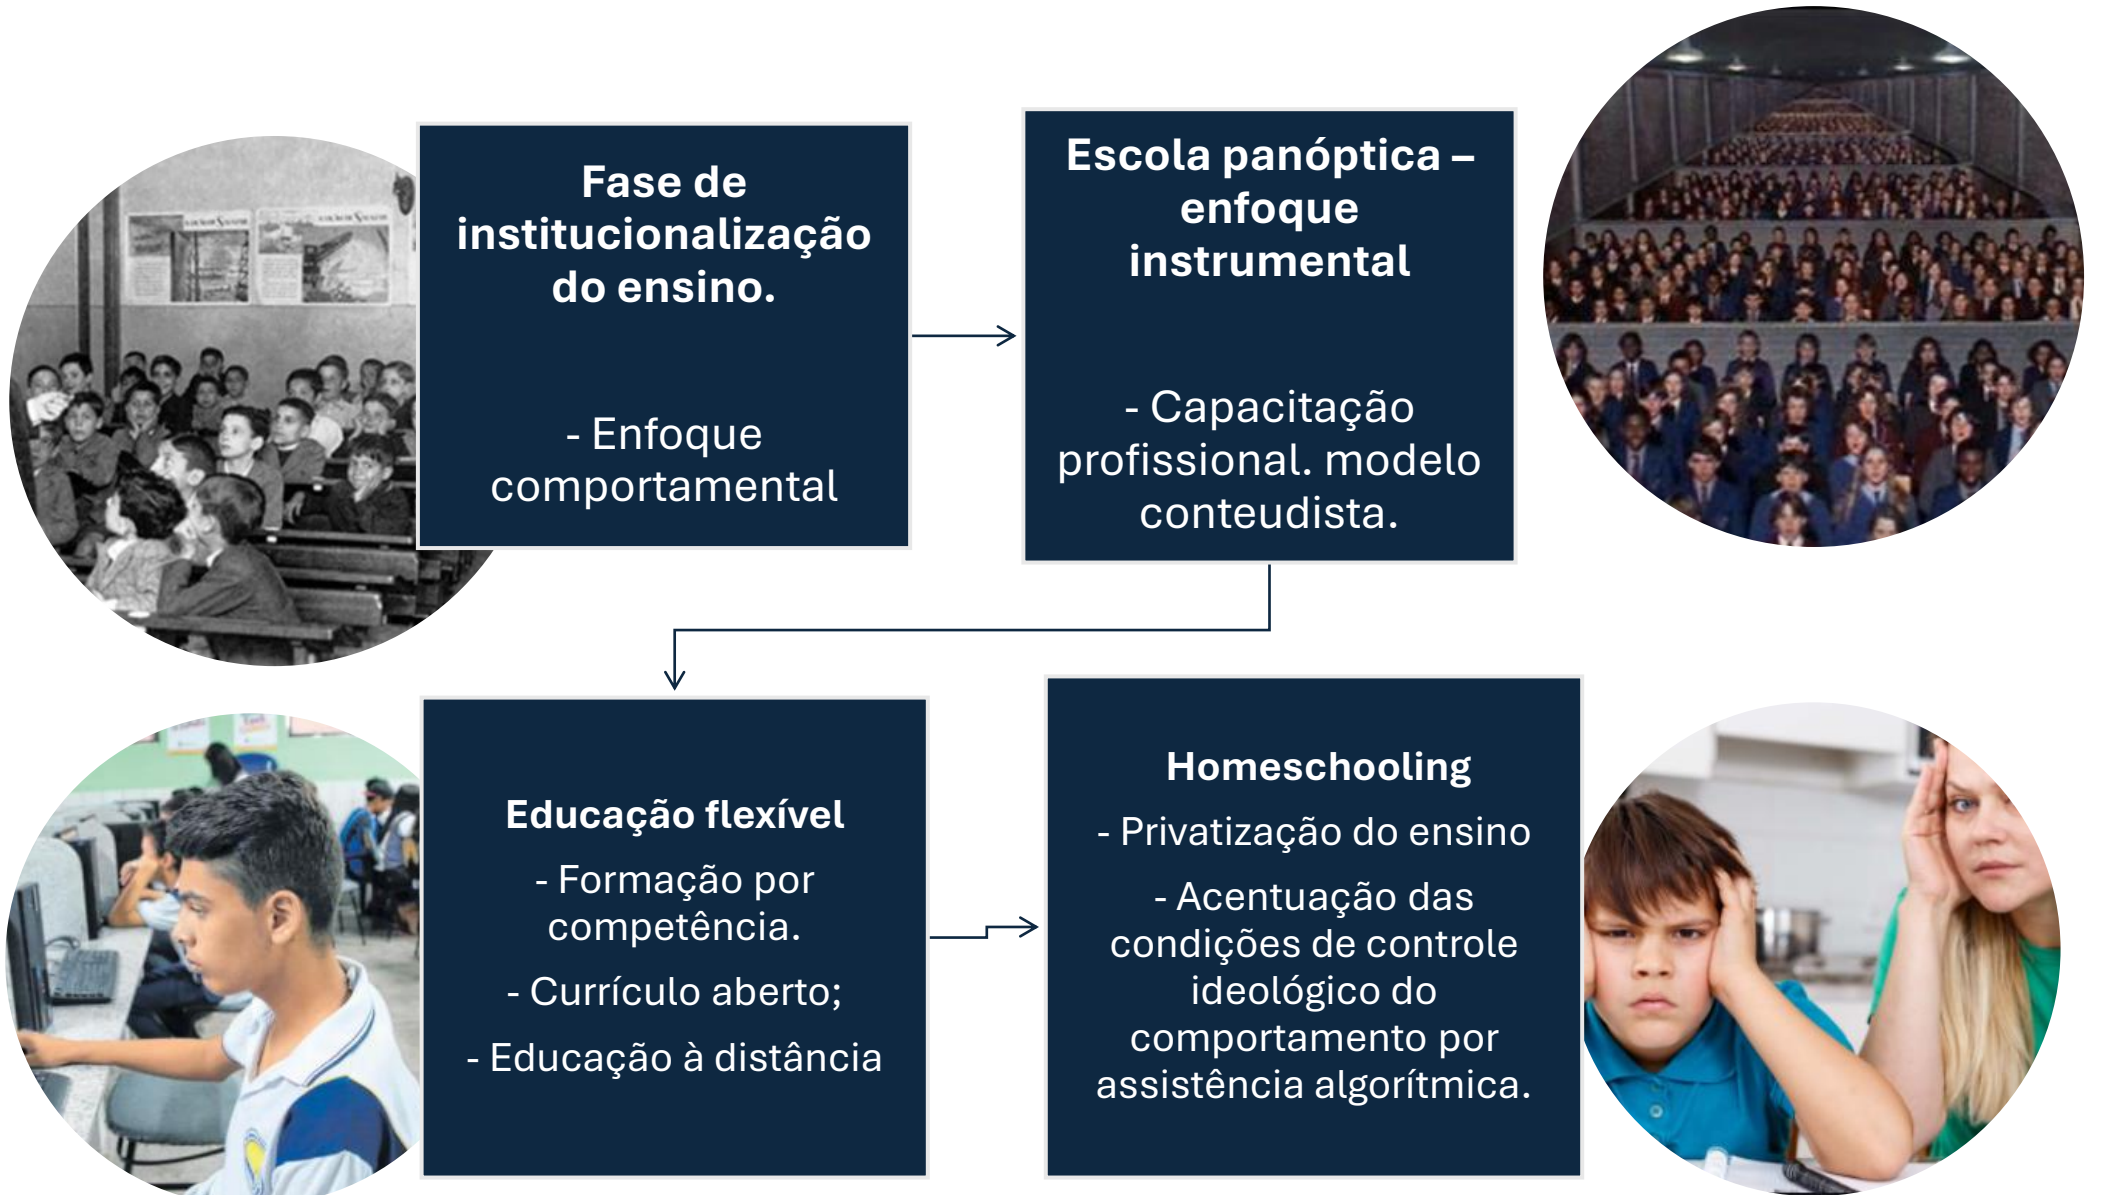 Fase de
institucionalização
do ensino.
- Enfoque
comportamental
Escola panóptica –
enfoque
instrumental
- Capacitação
profissional. modelo
conteudista.
Educação flexível
- Formação por
competência.
- Currículo aberto;
- Educação à distância
Homeschooling
- Privatização do ensino
- Acentuação das
condições de controle
ideológico do
comportamento por
assistência algorítmica.